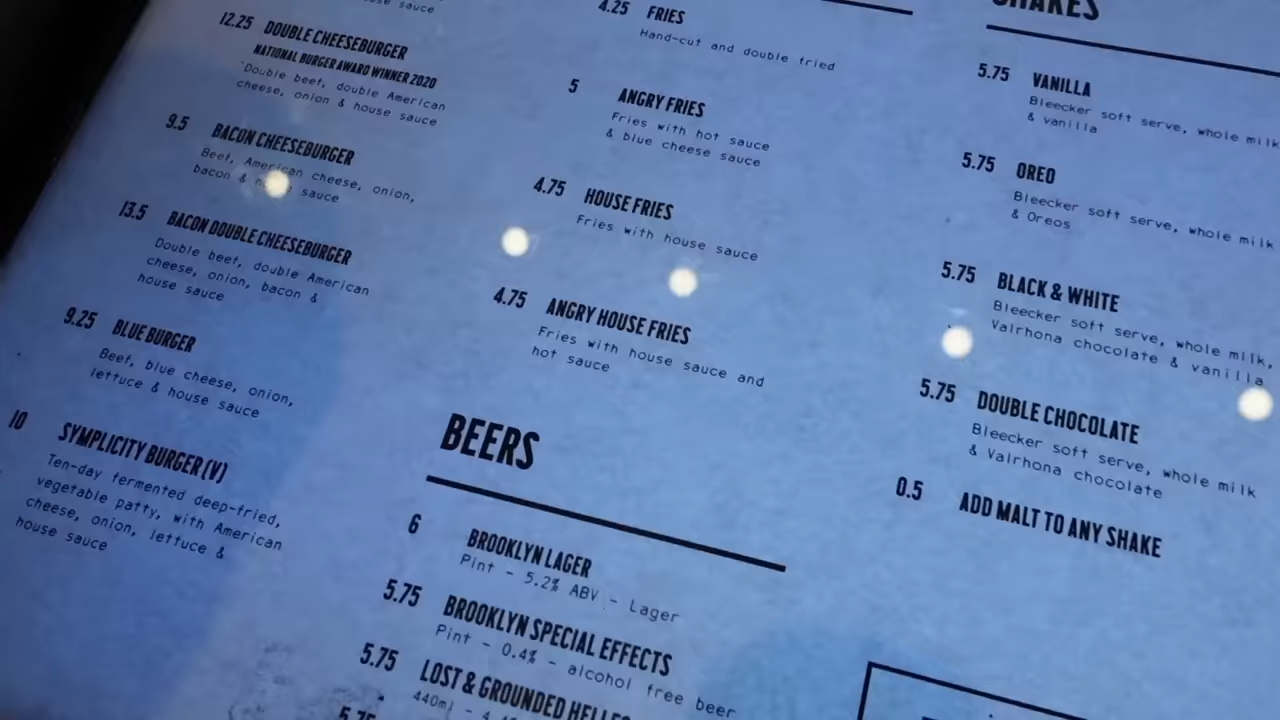 sauce
12.25 DOUBLE CHEESEBURGER
NATIONAL BURGER AWARD WINNER 2020
Double beef, double American
cheese, onion & house sauce
9.5 BACON CHEESEBURGER
Beef, American cheese, onion,
bacon & sauce
13.5 BACON DOUBLE CHEESEBURGER
Double beef, double American
cheese, onion, bacon &
house sauce
9.25 BLUE BURGER
Beef, blue cheese, onion,
lettuce & house sauce
10 SYMPLICITY BURGER (V)
Ten-day fermented deep-fried,
vegetable patty, with American
cheese, onion, lettuce &
house sauce
4.25 FRIES
Hand-cut and double fried
5 ANGRY FRIES
Fries with hot sauce
& blue cheese sauce
4.75 HOUSE FRIES
Fries with house sauce
4.75 ANGRY HOUSE FRIES
Fries with house sauce and
hot sauce
BEERS
6 BROOKLYN LAGER
Pint - 5.2% ABV - Lager
5.75 BROOKLYN SPECIAL EFFECTS
Pint - 0.4% - alcohol free beer
5.75 LOST & GROUNDED HELLES
440ml -
5.75
SHAKES
5.75 VANILLA
Bleecker soft serve, whole milk
& vanilla
5.75 OREO
Bleecker soft serve, whole milk
& Oreos
5.75 BLACK & WHITE
Bleecker soft serve, whole milk,
Valrhona chocolate & vanilla
5.75 DOUBLE CHOCOLATE
Bleecker soft serve, whole milk
& Valrhona chocolate
0.5 ADD MALT TO ANY SHAKE